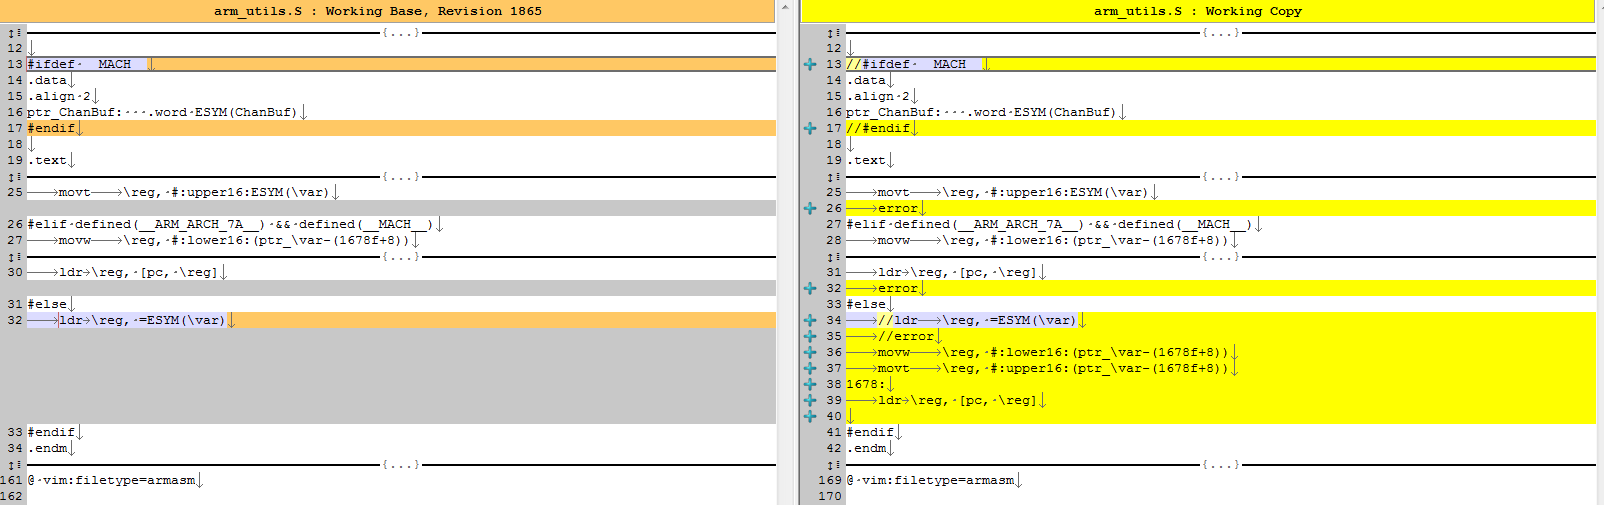 arm_utils.S : Working Base, Revision 1865
{...}
12
13 #ifdef MACH
14 .data
15 .align 2
16 ptr_ChanBuf: .word ESYM(ChanBuf)
17 #endif
18
19 .text
{...}
25 movt \reg, #:upper16:ESYM(\var)
26 #elif defined(__ARM_ARCH_7A__) && defined(__MACH__)
27 movw \reg, #:lower16:(ptr_\var-(1678f+8))
{...}
30 ldr \reg, [pc, \reg]
31 #else
32 ldr \reg, =ESYM(\var)
33 #endif
34 .endm
{...}
161 @ vim:filetype=armasm
162
arm_utils.S : Working Copy
{...}
12
13 //#ifdef MACH
14 .data
15 .align 2
16 ptr_ChanBuf: .word ESYM(ChanBuf)
17 //#endif
18
19 .text
{...}
25 movt \reg, #:upper16:ESYM(\var)
26 error
27 #elif defined(__ARM_ARCH_7A__) && defined(__MACH__)
28 movw \reg, #:lower16:(ptr_\var-(1678f+8))
{...}
31 ldr \reg, [pc, \reg]
32 error
33 #else
34 //ldr \reg, =ESYM(\var)
35 //error
36 movw \reg, #:lower16:(ptr_\var-(1678f+8))
37 movt \reg, #:upper16:(ptr_\var-(1678f+8))
38 1678:
39 ldr \reg, [pc, \reg]
40
41 #endif
42 .endm
{...}
169 @ vim:filetype=armasm
170